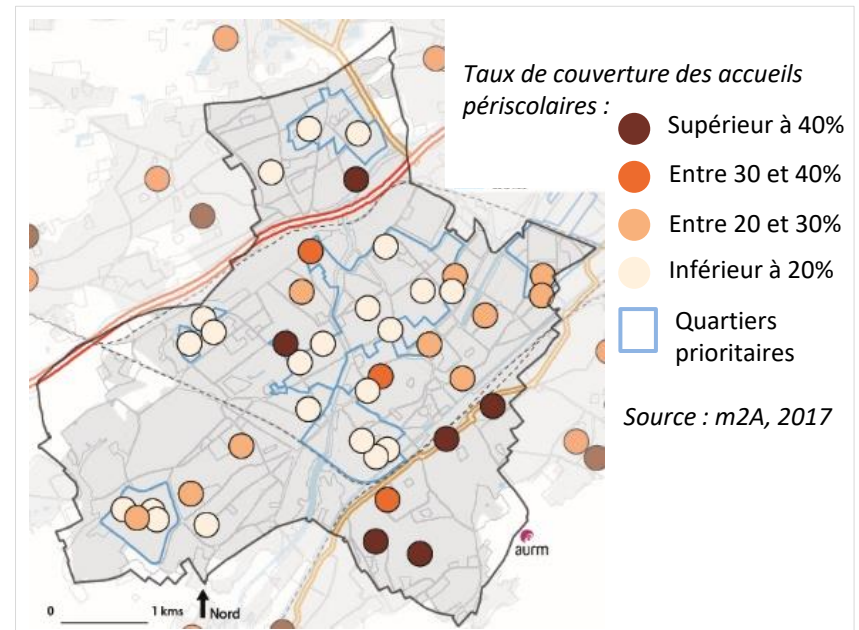 Taux de couverture des accueils
périscolaires :
Supérieur à 40%
Entre 30 et 40%
Entre 20 et 30%
Inférieur à 20%
Quartiers
prioritaires
Source : m2A, 2017
aurm
0 1 kms Nord